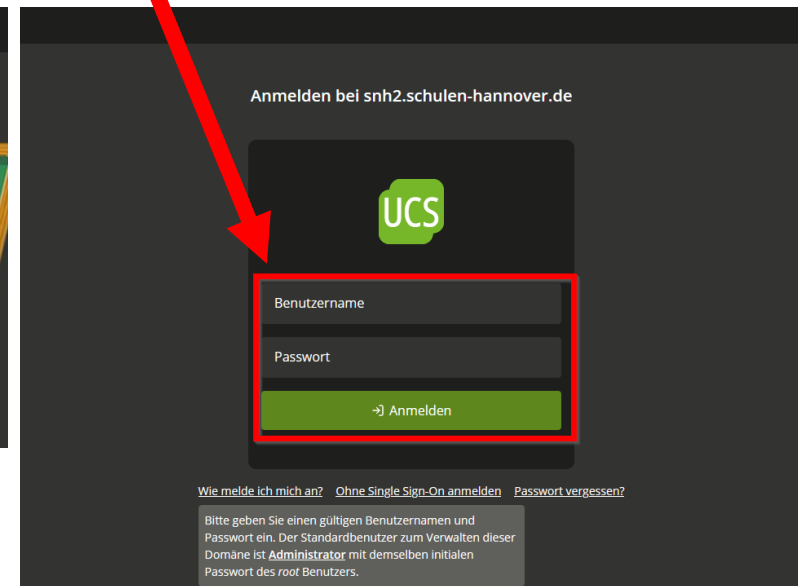 Anmelden bei snh2.schulen-hannover.de
UCS
Benutzername
Passwort
Anmelden
Wie melde ich mich an? Ohne Single Sign-On anmelden Passwort vergessen?
Bitte geben Sie einen gültigen Benutzernamen und
Passwort ein. Der Standardbenutzer zum Verwalten dieser
Domäne ist Administrator mit demselben initialen
Passwort des root Benutzers.